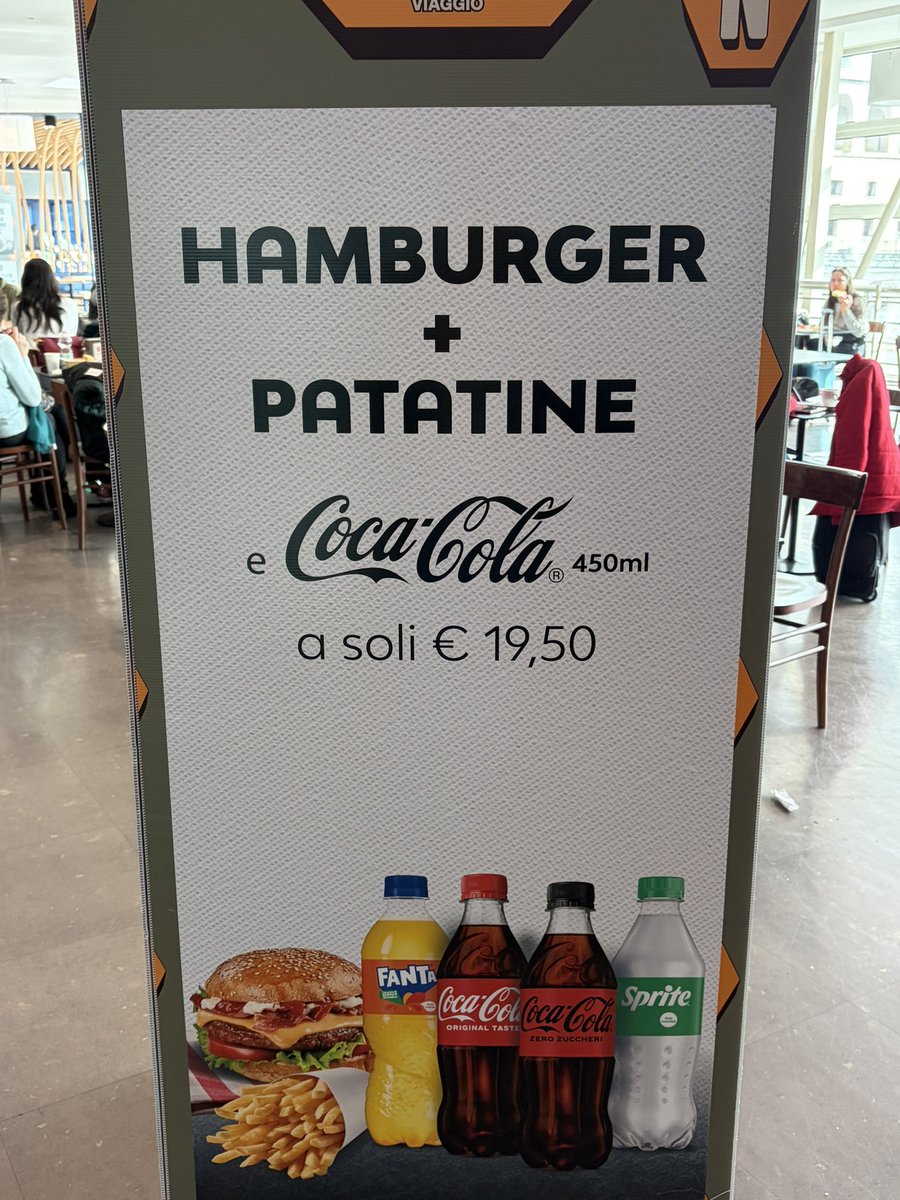 VIAGGIO
N
HAMBURGER
+
PATATINE
e Coca-Cola® 450ml
a soli € 19,50
FANTA
Coca-Cola
ORIGINAL TASTE
Coca-Cola
ZERO ZUCCHERI
Sprite